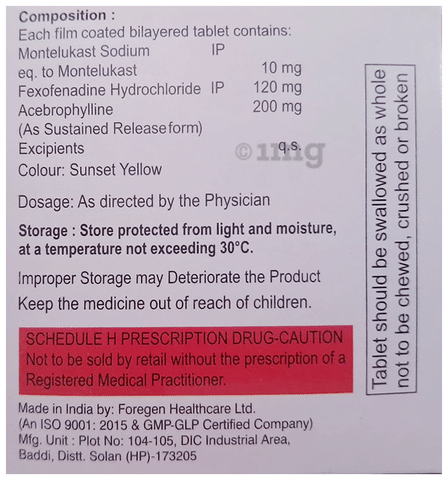 Composition :
Each film coated bilayered tablet contains:
Montelukast Sodium IP
eq. to Montelukast 10 mg
Fexofenadine Hydrochloride IP 120 mg
Acebrophylline 200 mg
(As Sustained Release form)
Excipients q.s.
© 1mg
Colour: Sunset Yellow
Dosage: As directed by the Physician
Storage : Store protected from light and moisture,
at a temperature not exceeding 30°C.
Improper Storage may Deteriorate the Product
Keep the medicine out of reach of children.
SCHEDULE H PRESCRIPTION DRUG-CAUTION
Not to be sold by retail without the prescription of a
Registered Medical Practitioner.
Made in India by: Foregen Healthcare Ltd.
(An ISO 9001: 2015 & GMP-GLP Certified Company)
Mfg. Unit : Plot No: 104-105, DIC Industrial Area,
Baddi, Distt. Solan (HP)-173205
Tablet should be swallowed as whole
not to be chewed, crushed or broken